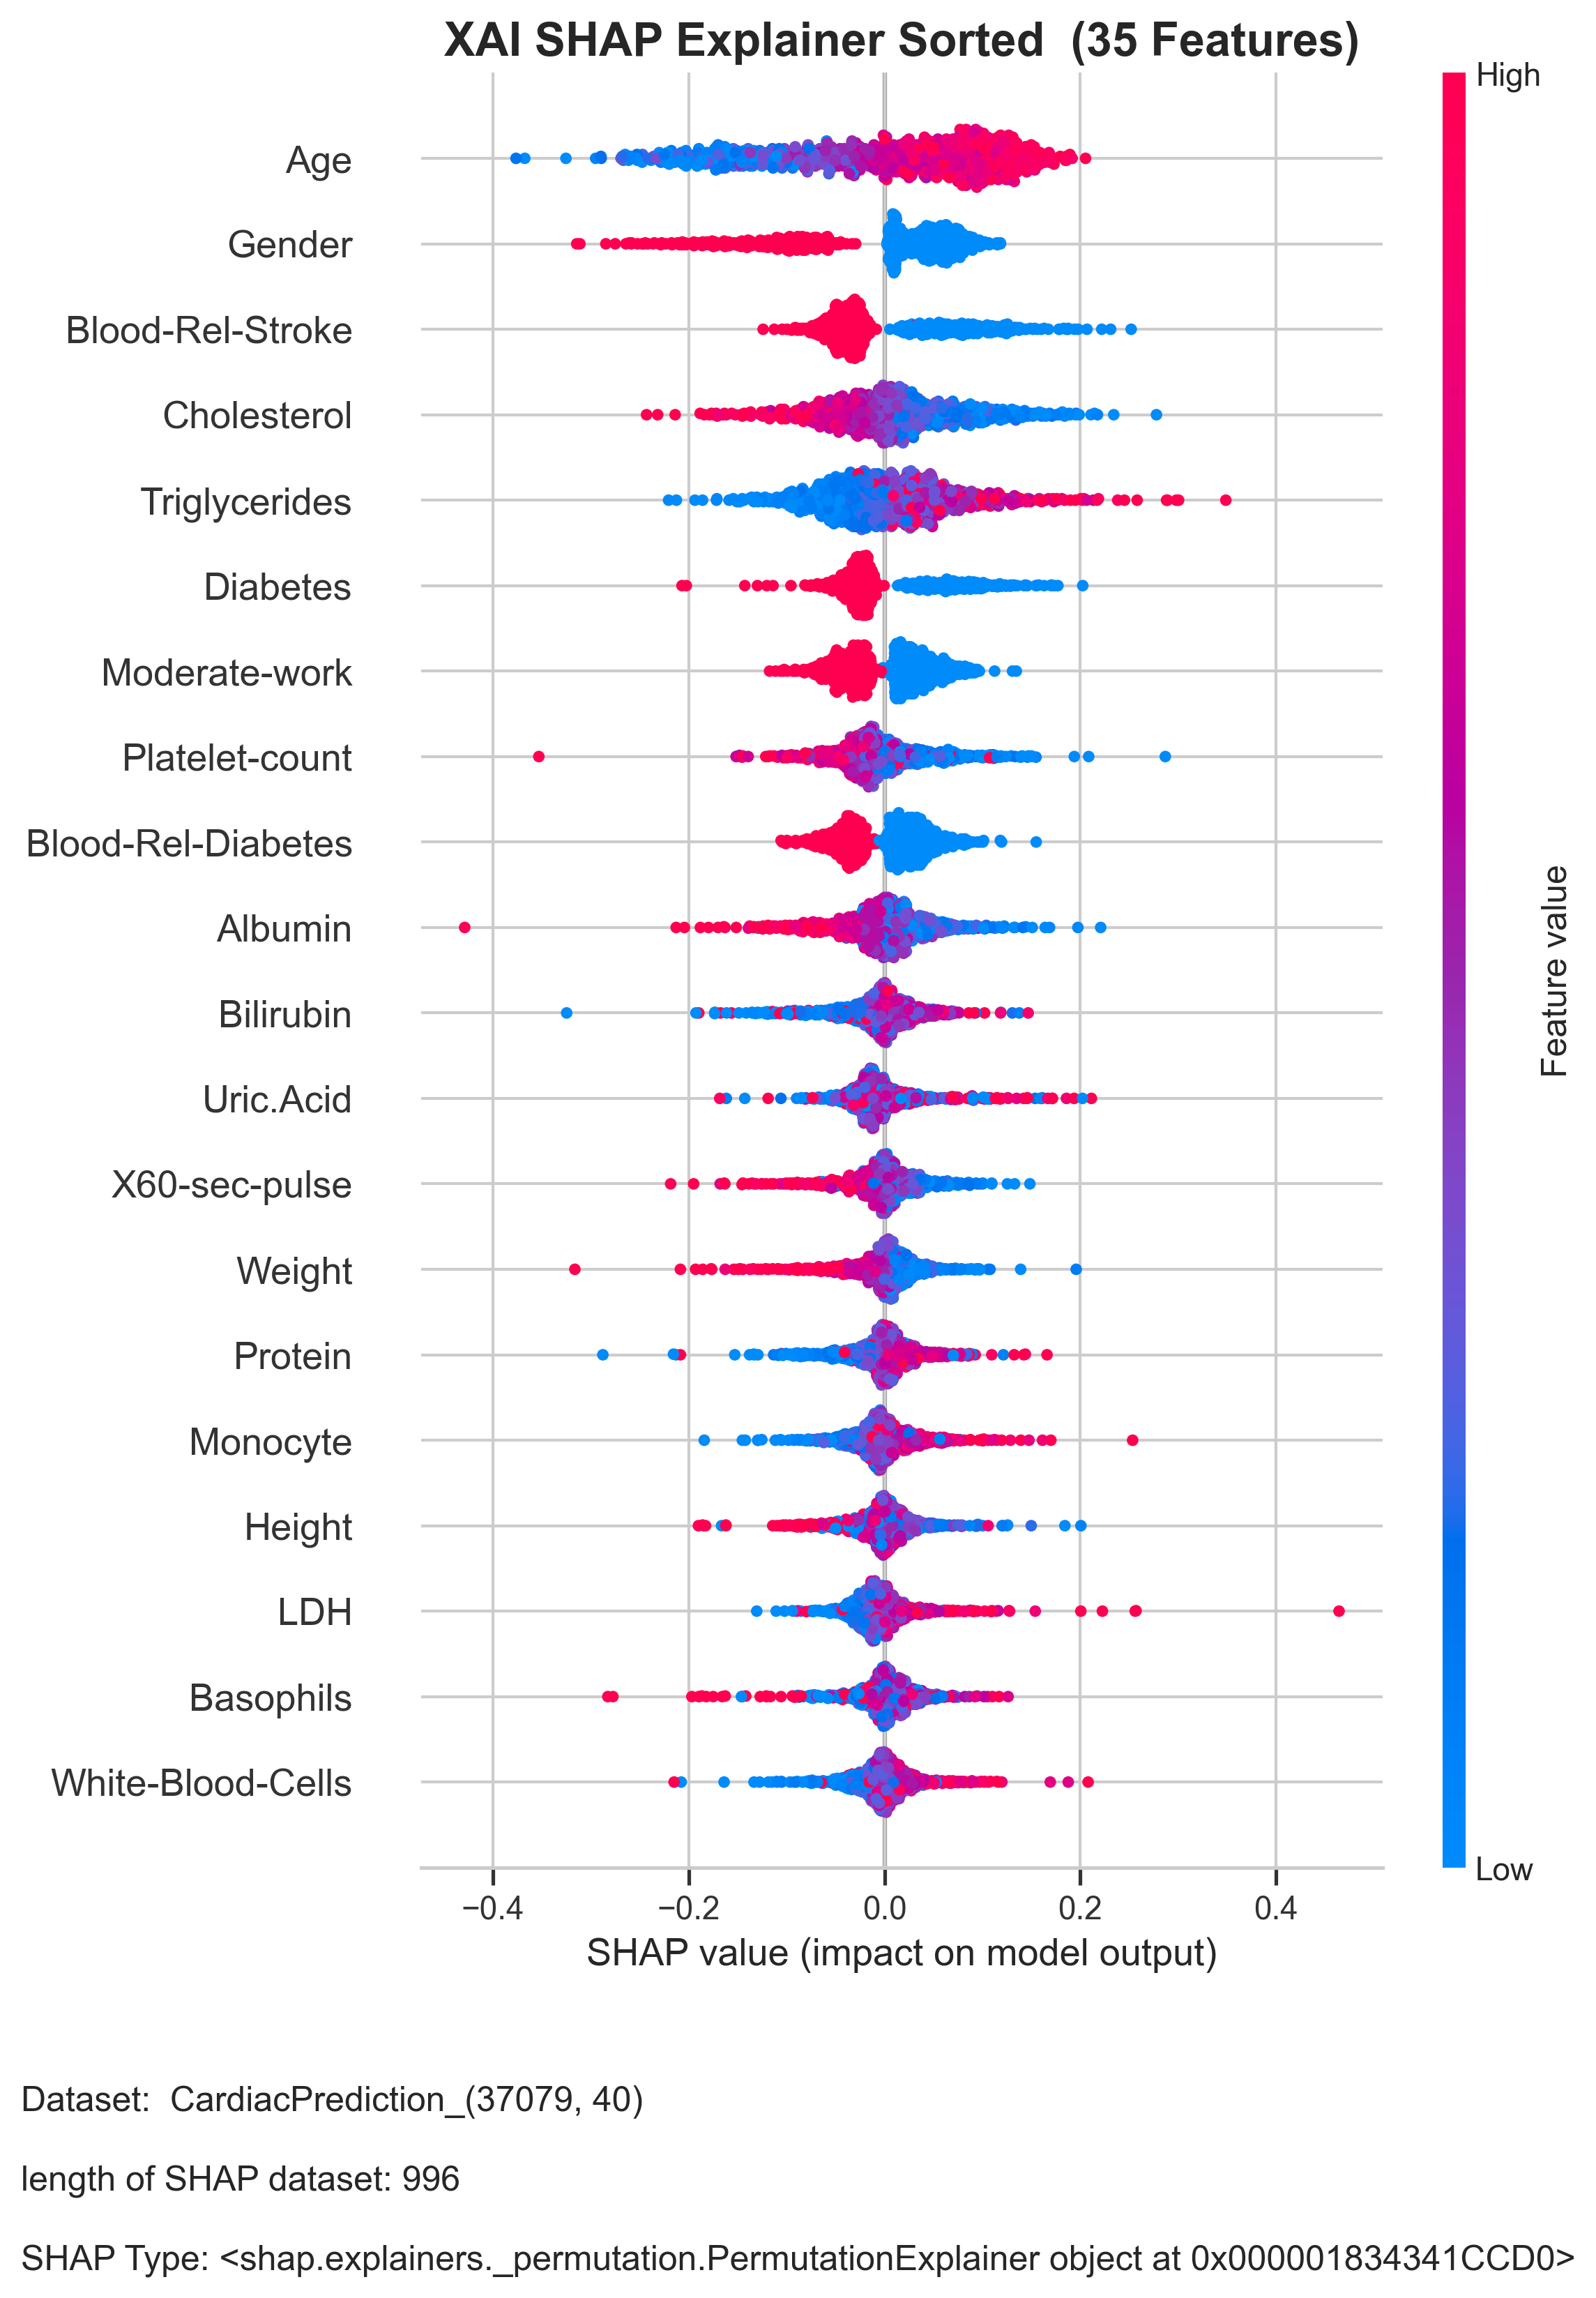 XAI SHAP Explainer Sorted  (35 Features)
High
Age
Gender
Blood-Rel-Stroke
Cholesterol
Triglycerides
Diabetes
Moderate-work
Platelet-count
Blood-Rel-Diabetes
Albumin
Bilirubin
Uric.Acid
X60-sec-pulse
Weight
Protein
Monocyte
Height
LDH
Basophils
White-Blood-Cells
Feature value
Low
−0.4 −0.2 0.0 0.2 0.4
SHAP value (impact on model output)
Dataset:  CardiacPrediction_(37079, 40)
length of SHAP dataset: 996
SHAP Type: <shap.explainers._permutation.PermutationExplainer object at 0x000001834341CCD0>